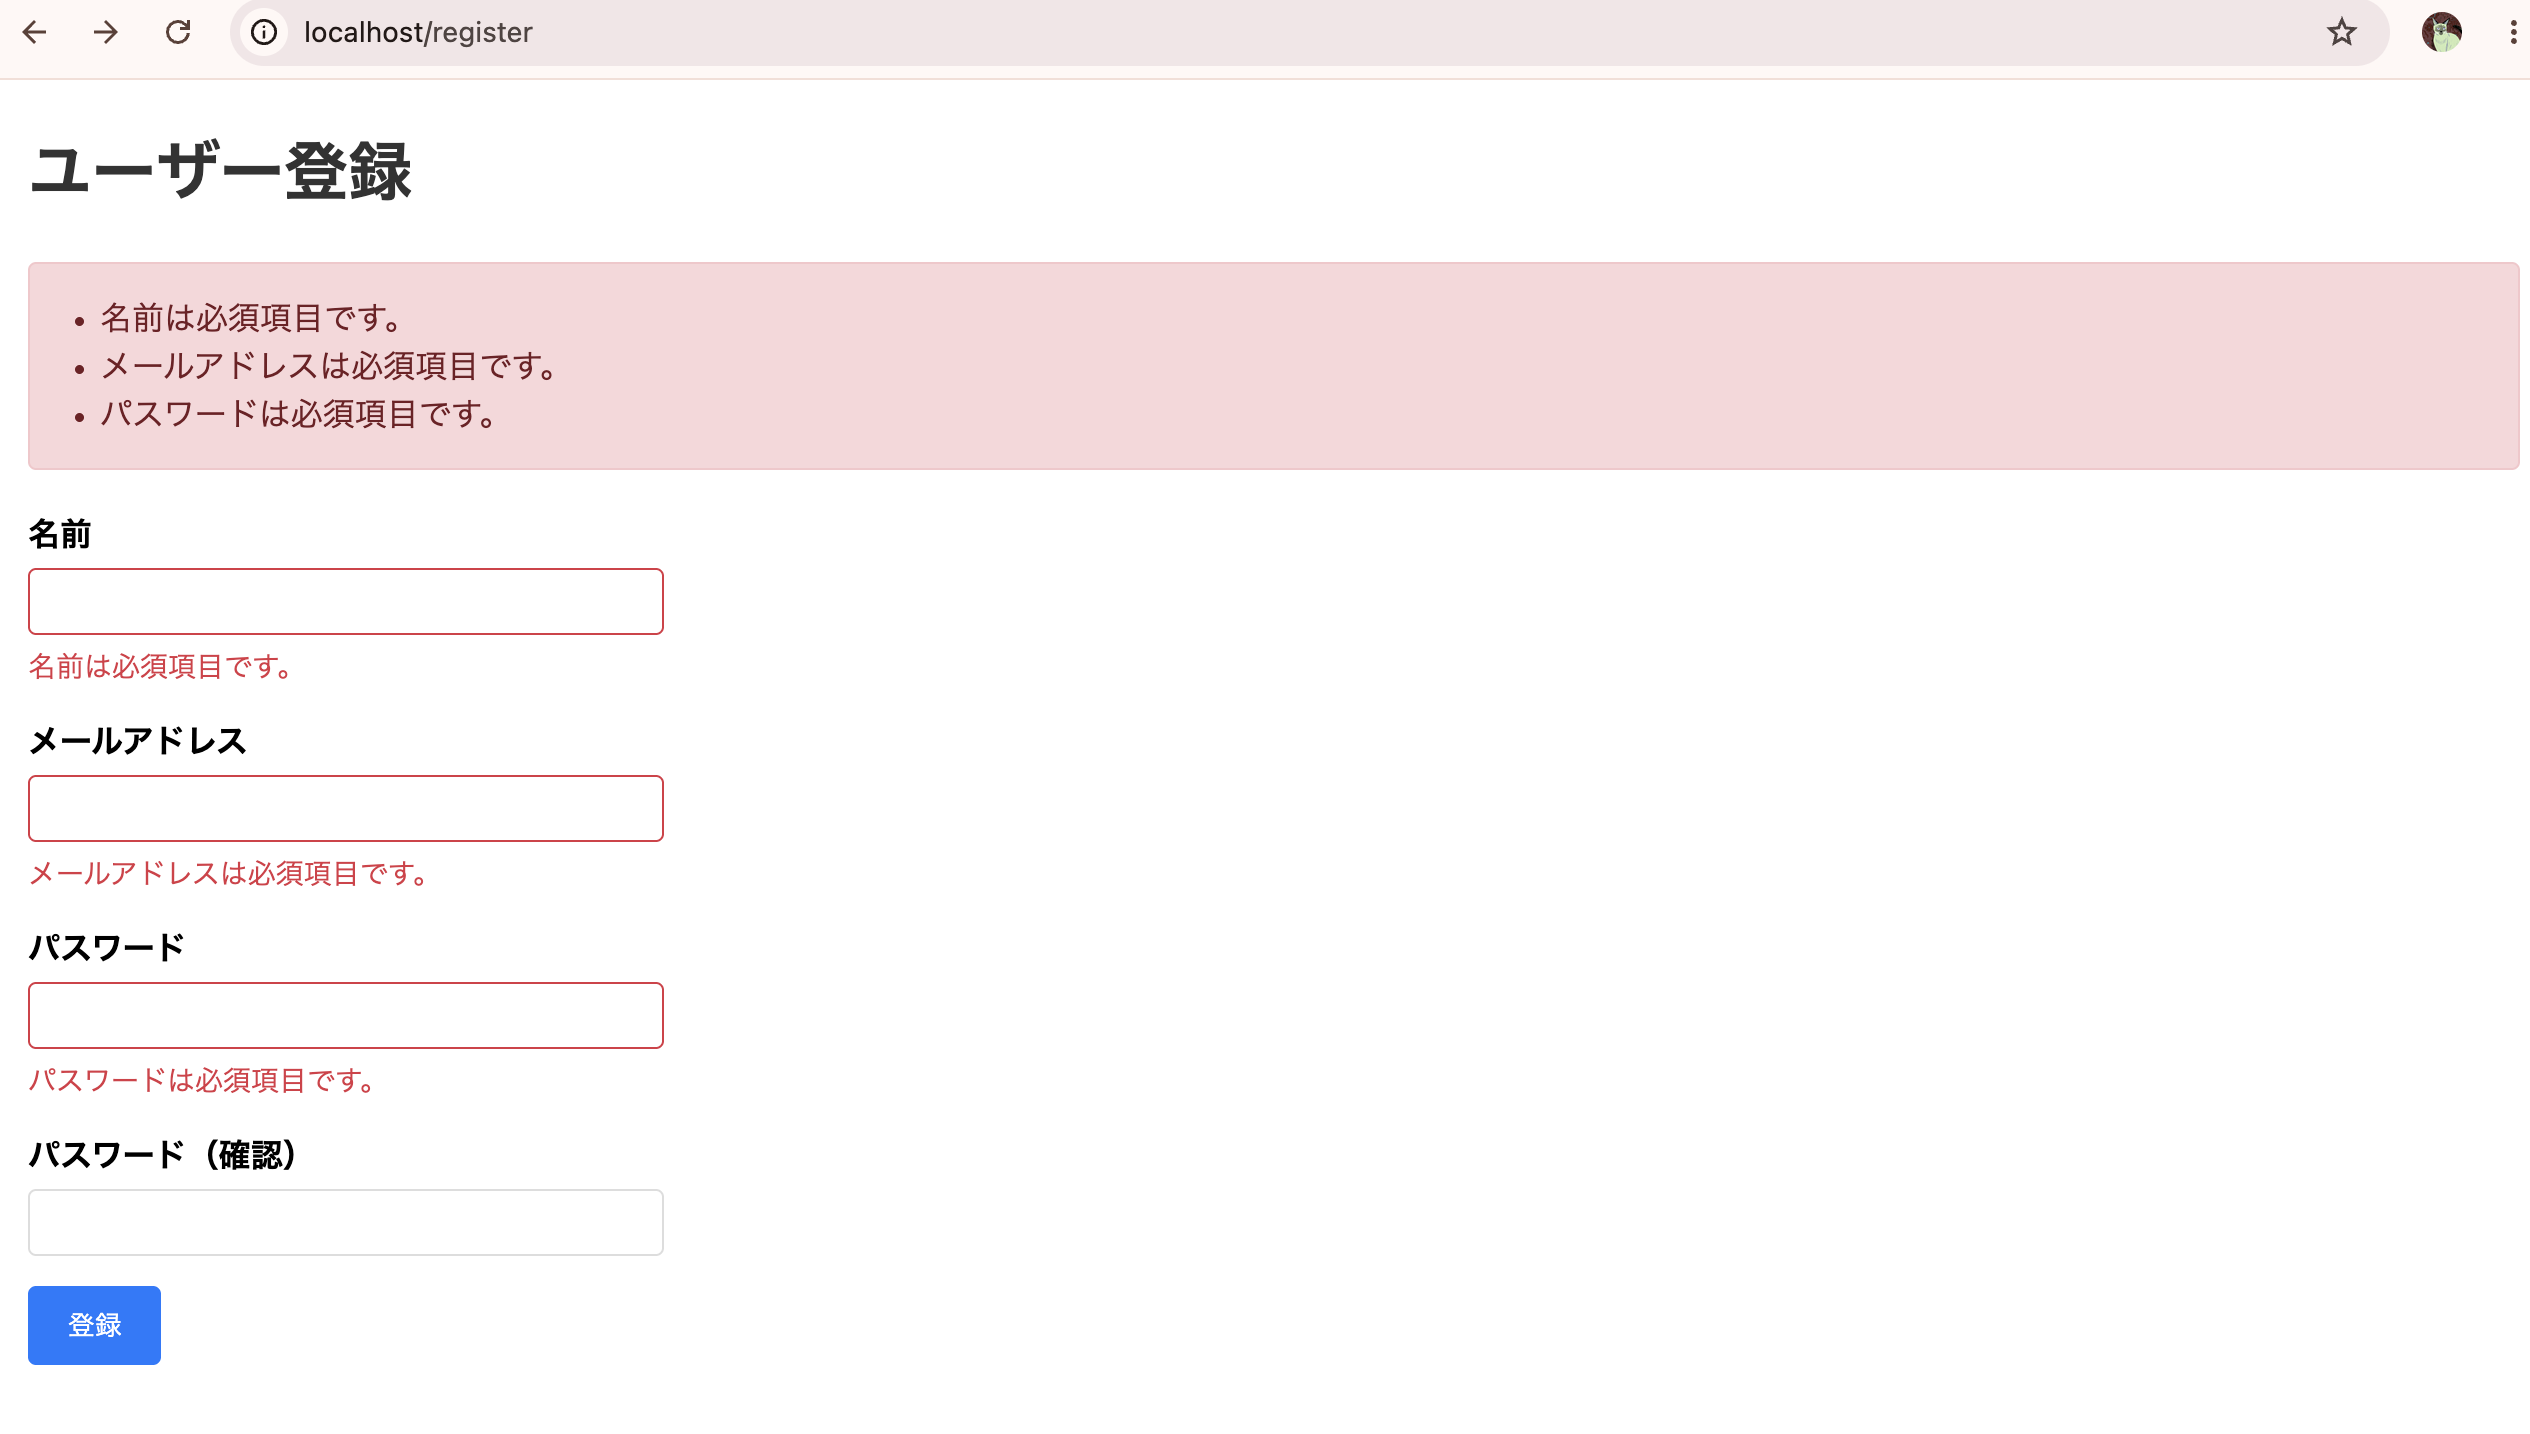 localhost/register
ユーザー登録
• 名前は必須項目です。
• メールアドレスは必須項目です。
• パスワードは必須項目です。
名前
名前は必須項目です。
メールアドレス
メールアドレスは必須項目です。
パスワード
パスワードは必須項目です。
パスワード（確認）
登録